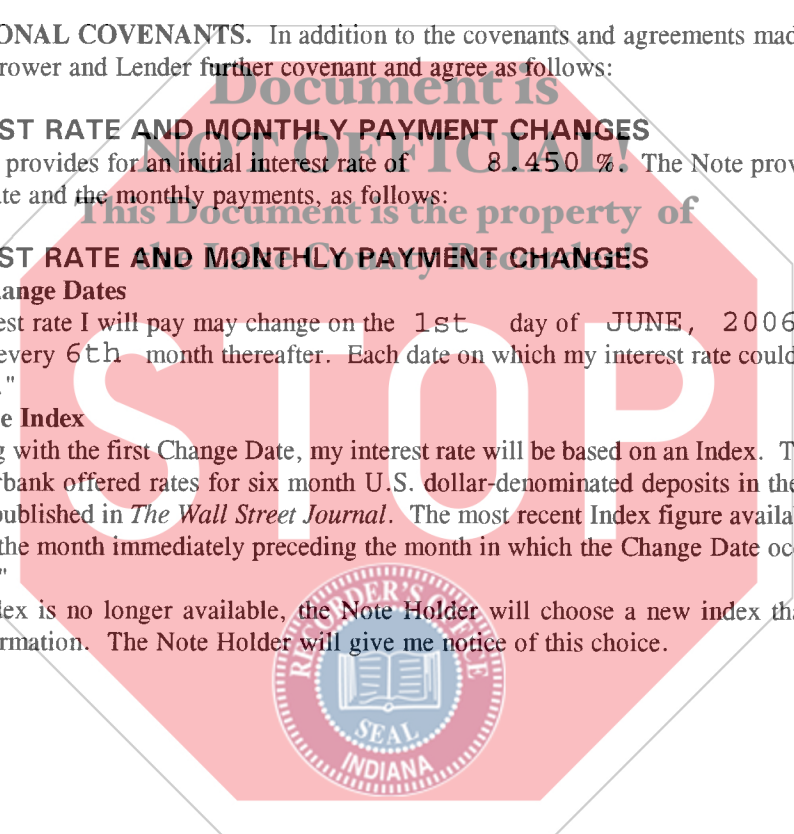 ONAL COVENANTS. In addition to the covenants and agreements mad
rower and Lender further covenant and agree as follows:
Document is
ST RATE AND MONTHLY PAYMENT CHANGES
NOT OFFICIAL!
provides for an initial interest rate of 8.450 %. The Note prov
te and the monthly payments, as follows:
This Document is the property of
the Lake County Recorder!
ST RATE AND MONTHLY PAYMENT CHANGES
ange Dates
est rate I will pay may change on the 1st day of JUNE, 2006
every 6th month thereafter. Each date on which my interest rate could
."
STOP
e Index
g with the first Change Date, my interest rate will be based on an Index. T
rbank offered rates for six month U.S. dollar-denominated deposits in the
published in The Wall Street Journal. The most recent Index figure availa
the month immediately preceding the month in which the Change Date oc
"
dex is no longer available, the Note Holder will choose a new index tha
rmation. The Note Holder will give me notice of this choice.
RECORDER'S OFFICE
SEAL
INDIANA